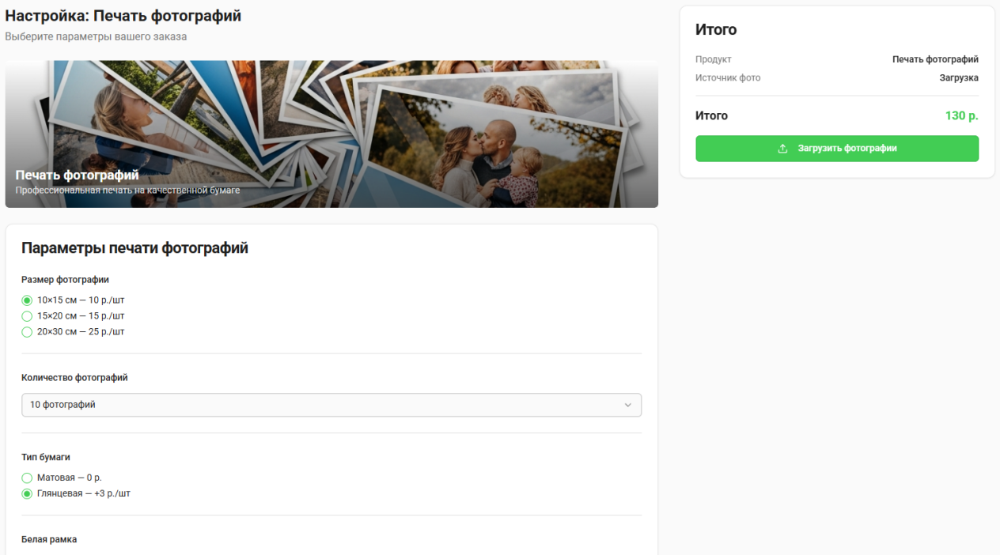 Настройка: Печать фотографий
Выберите параметры вашего заказа
Печать фотографий
Профессиональная печать на качественной бумаге
Параметры печати фотографий
Размер фотографии
10×15 см — 10 р./шт
15×20 см — 15 р./шт
20×30 см — 25 р./шт
Количество фотографий
10 фотографий
Тип бумаги
Матовая — 0 р.
Глянцевая — +3 р./шт
Белая рамка
Итого
Продукт Печать фотографий
Источник фото Загрузка
Итого 130 р.
Загрузить фотографии